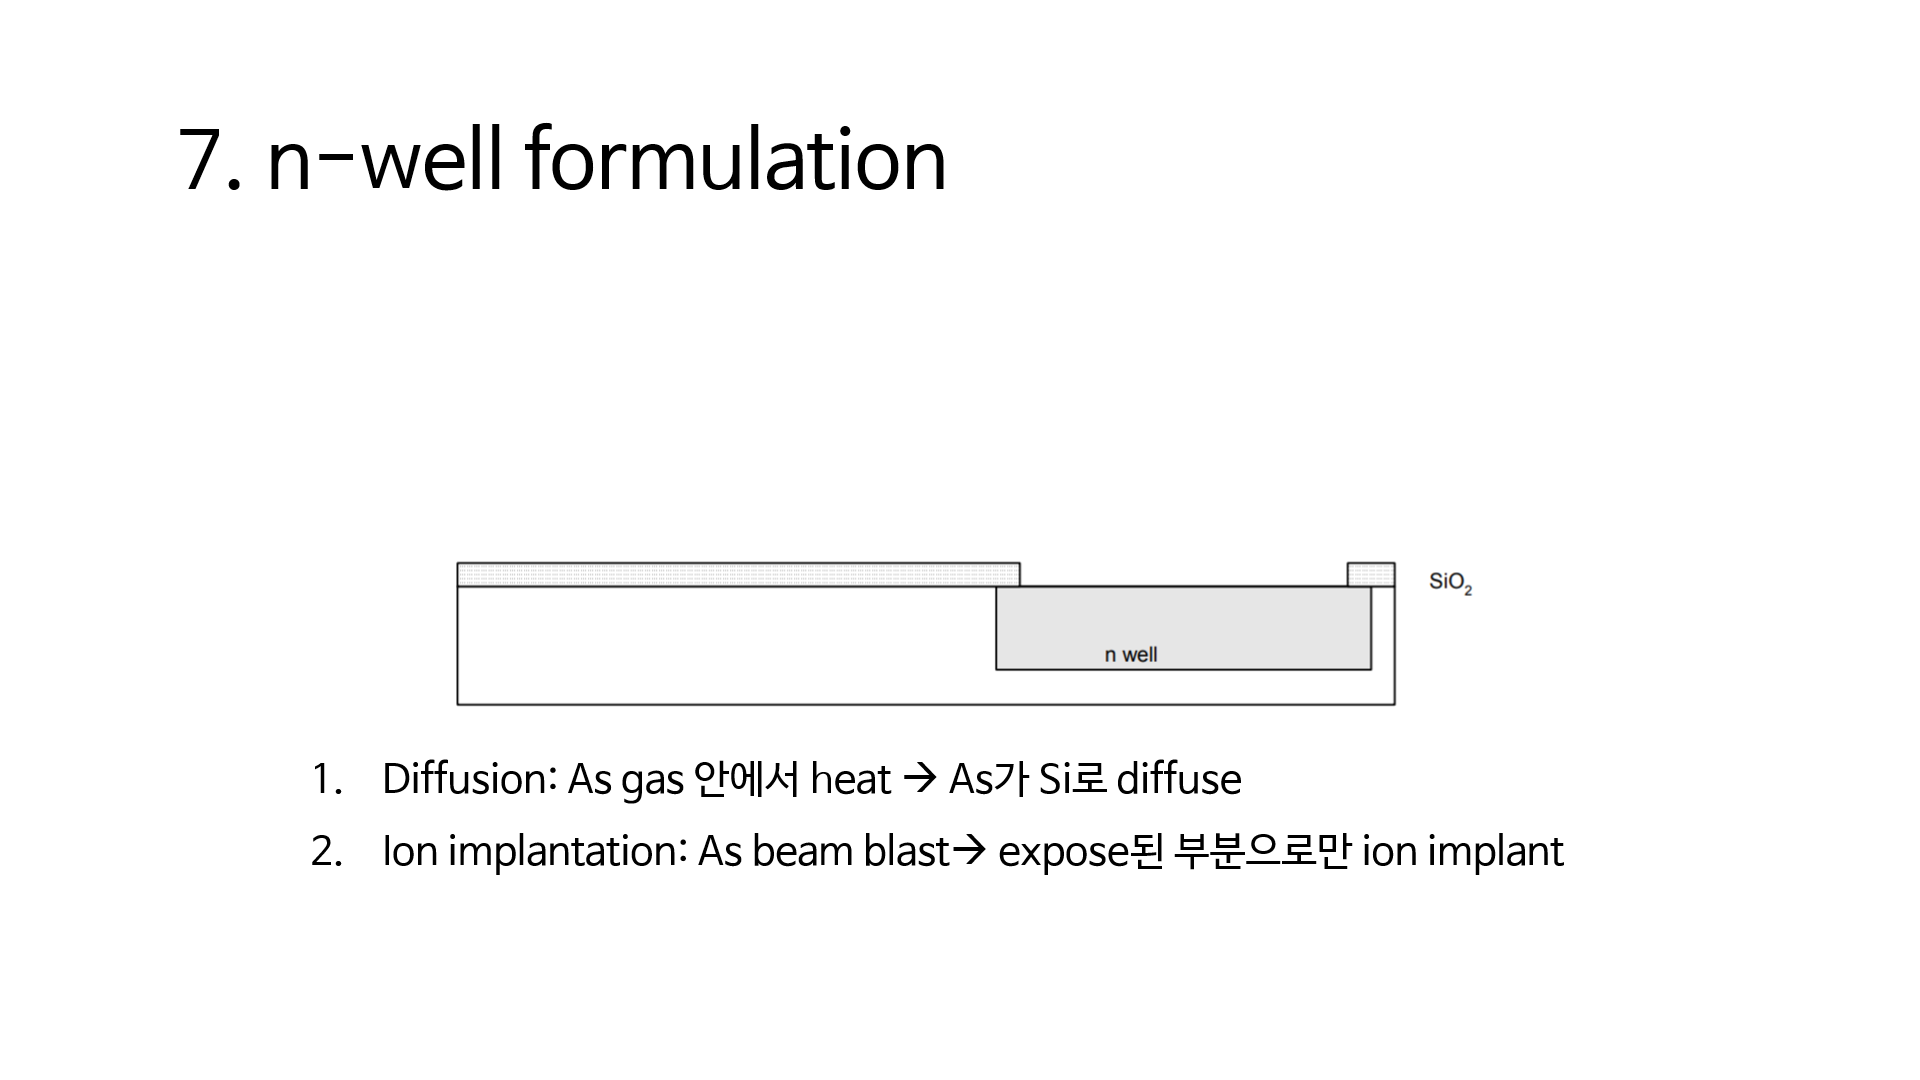 7. n-well formulation
SiO2
n well
1. Diffusion: As gas 안에서 heat → As가 Si로 diffuse
2. Ion implantation: As beam blast→ expose된 부분으로만 ion implant